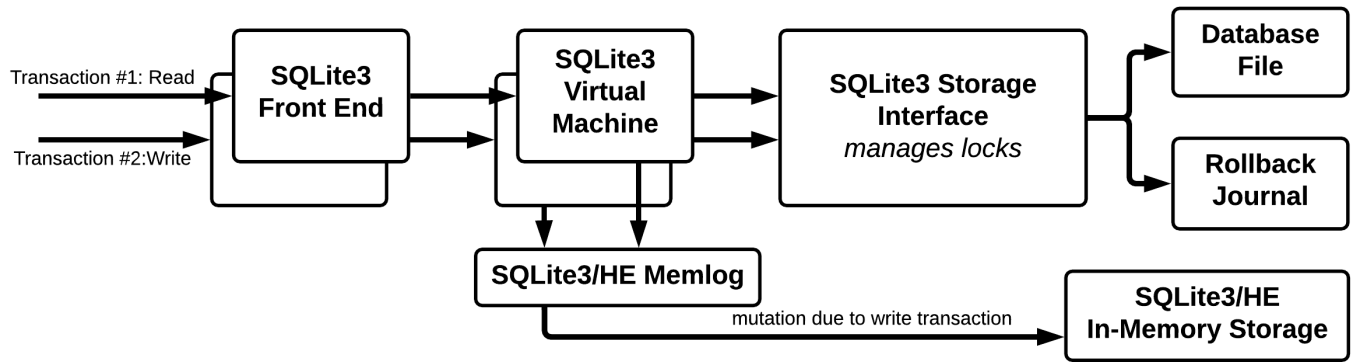 Transaction #1: Read
Transaction #2:Write
SQLite3
Front End
SQLite3
Virtual
Machine
SQLite3 Storage
Interface
manages locks
Database
File
Rollback
Journal
SQLite3/HE Memlog
mutation due to write transaction
SQLite3/HE
In-Memory Storage